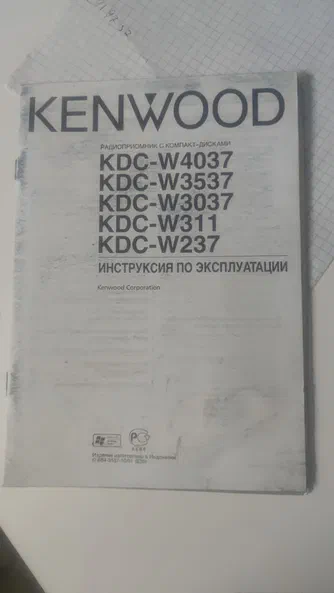 KENWOOD
РАДИОПРИЕМНИК С КОМПАКТ-ДИСКАМИ
KDC-W4037
KDC-W3537
KDC-W3037
KDC-W311
KDC-W237
ИНСТРУКСИЯ ПО ЭКСПЛУАТАЦИИ
Kenwood Corporation